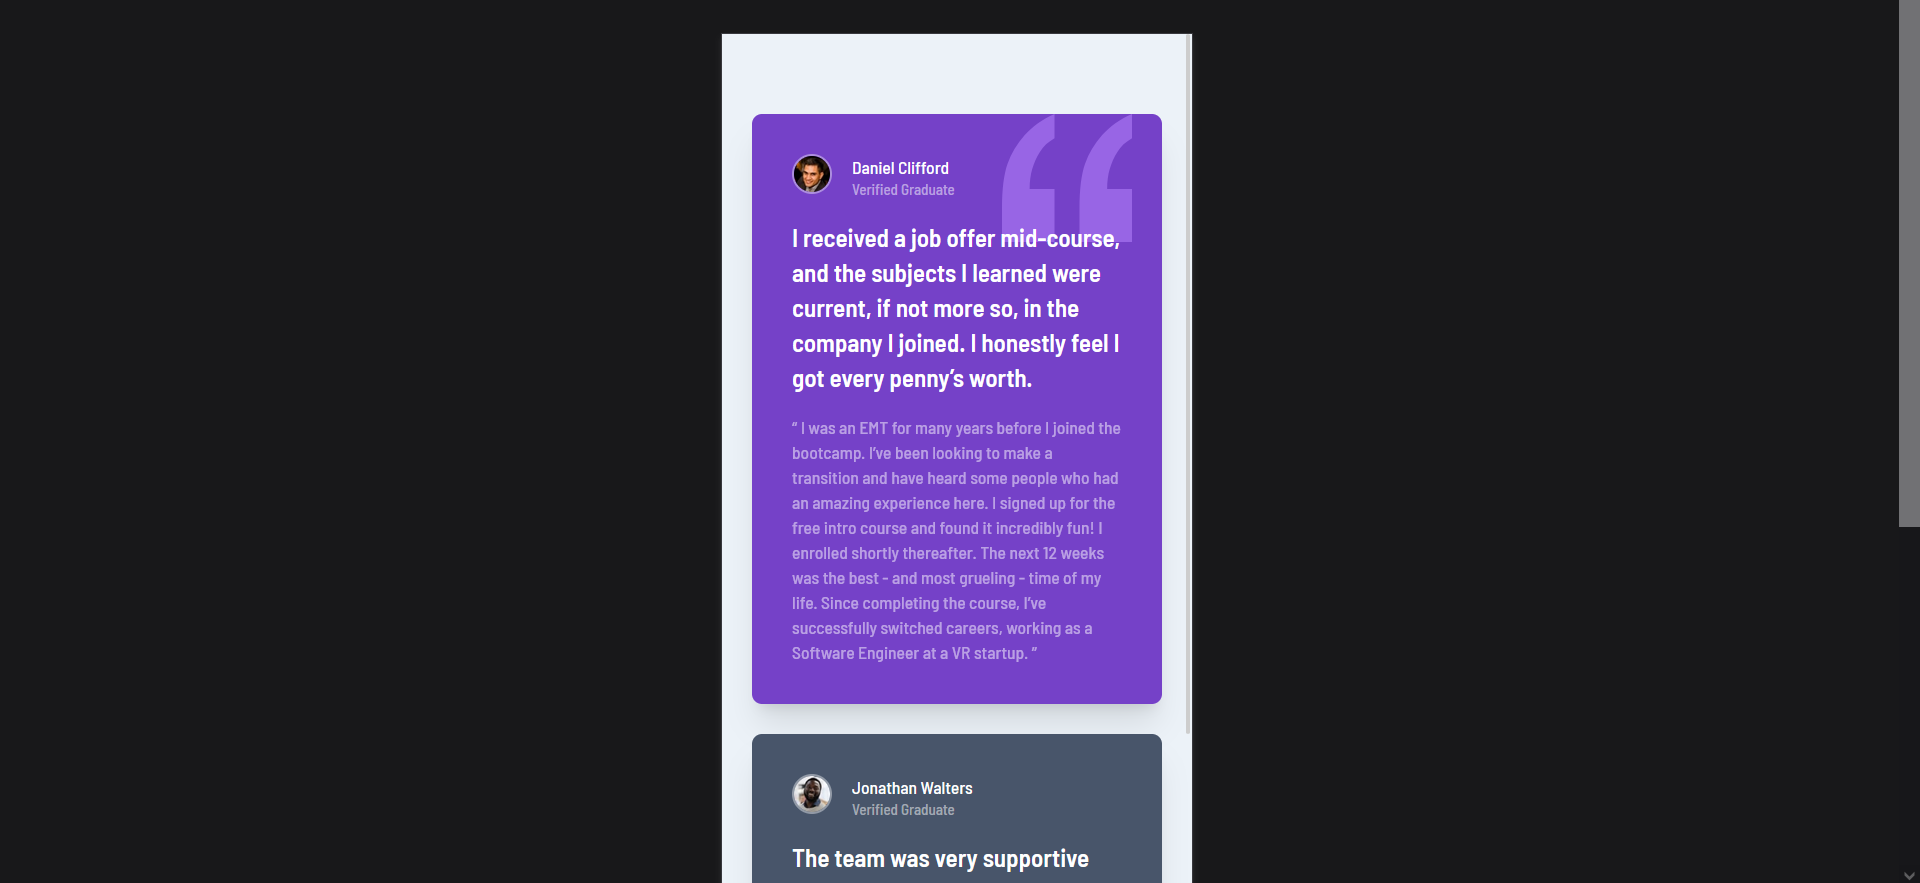 Daniel Clifford
Verified Graduate
I received a job offer mid-course,
and the subjects I learned were
current, if not more so, in the
company I joined. I honestly feel I
got every penny’s worth.
“ I was an EMT for many years before I joined the
bootcamp. I’ve been looking to make a
transition and have heard some people who had
an amazing experience here. I signed up for the
free intro course and found it incredibly fun! I
enrolled shortly thereafter. The next 12 weeks
was the best - and most grueling - time of my
life. Since completing the course, I’ve
successfully switched careers, working as a
Software Engineer at a VR startup. ”
Jonathan Walters
Verified Graduate
The team was very supportive